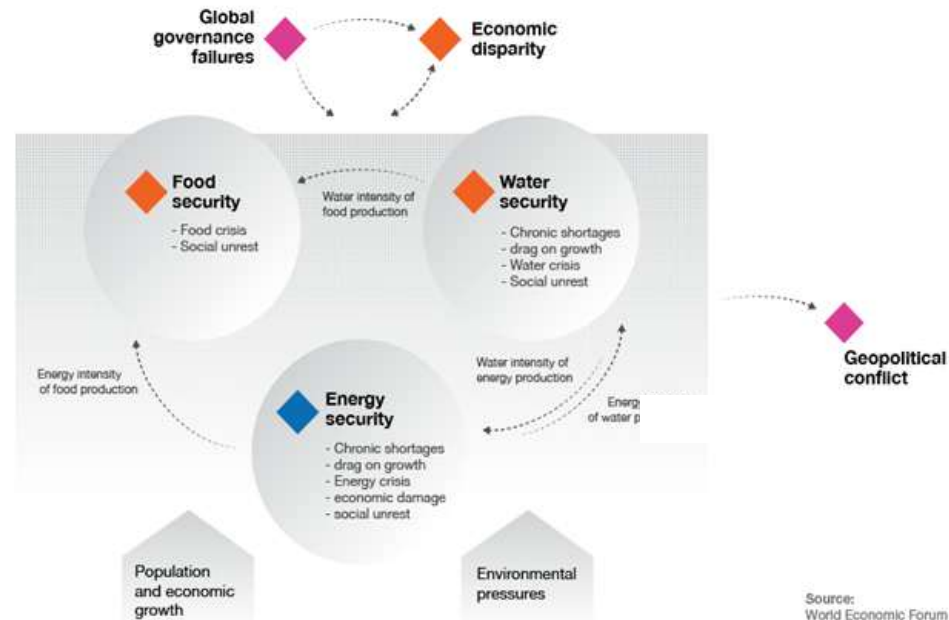 Global
governance
failures
Economic
disparity
Food
security
- Food crisis
- Social unrest
Water intensity of
food production
Water
security
- Chronic shortages
- drag on growth
- Water crisis
- Social unrest
Geopolitical
conflict
Energy intensity
of food production
Water intensity of
energy production
of water
Energy
security
- Chronic shortages
- drag on growth
- Energy crisis
- economic damage
- social unrest
Population
and economic
growth
Environmental
pressures
Source:
World Economic Forum